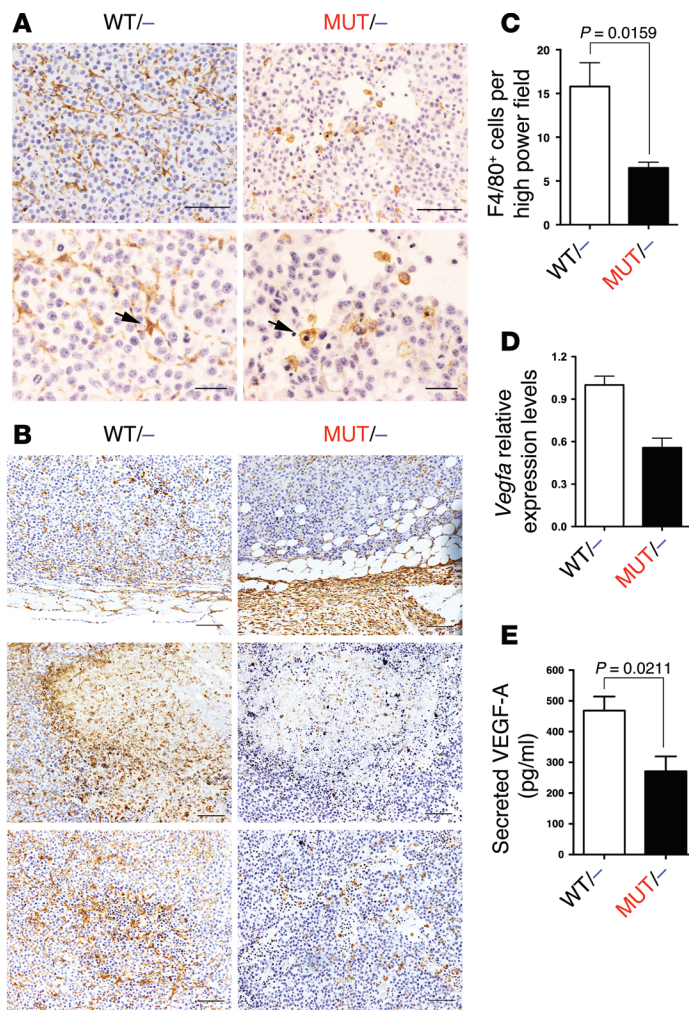 A
WT/–
MUT/–
B
WT/–
MUT/–
C
P = 0.0159
F4/80+ cells per
high power field
20
15
10
5
0
WT/–
MUT/–
D
Vegfa relative
expression levels
1.2
0.9
0.6
0.3
0.0
WT/–
MUT/–
E
P = 0.0211
Secreted VEGF-A
(pg/ml)
600
500
400
300
200
100
0
WT/–
MUT/–